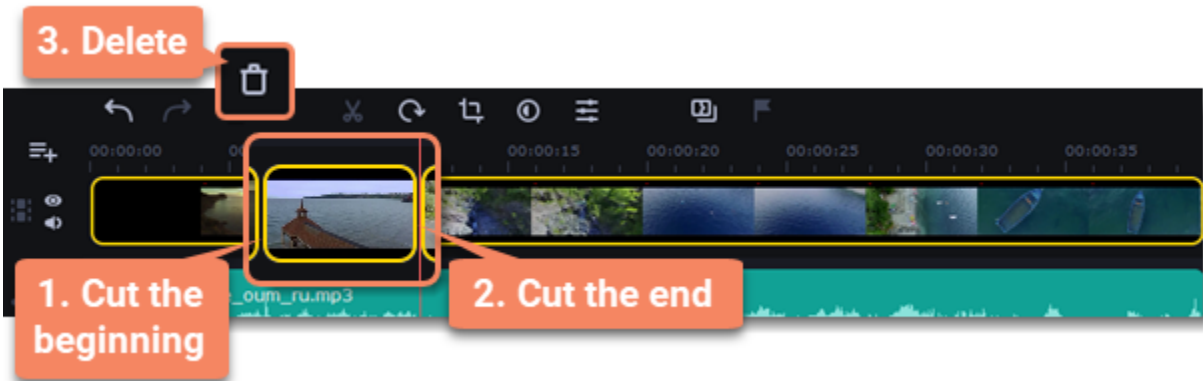 3. Delete
00:00:00
00:00:15
00:00:20
00:00:25
00:00:30
00:00:35
1. Cut the
beginning
_oum_ru.mp3
2. Cut the end